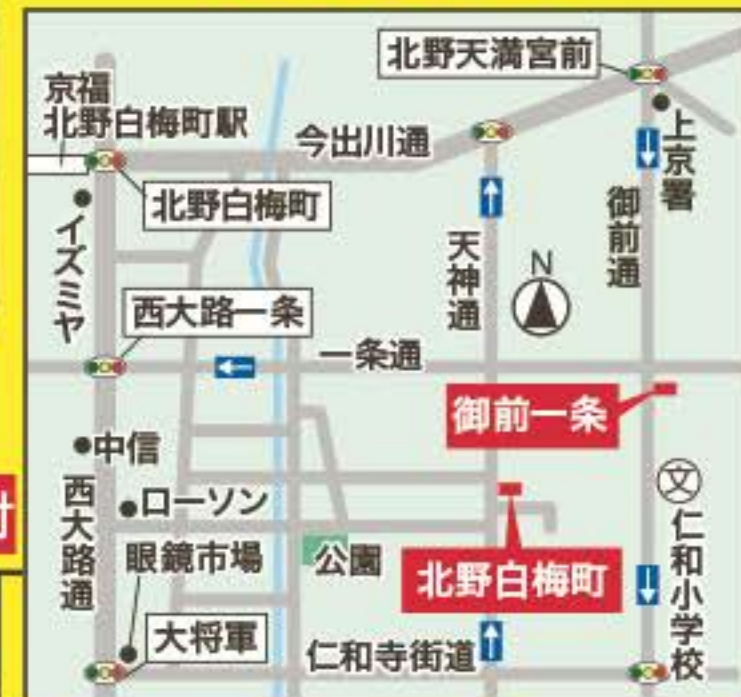 北野天満宮前
京福
北野白梅町駅
今出川通
上京署
北野白梅町
御前通
イズミヤ
天神通
N
西大路一条
一条通
御前一条
中信
文
西大路通
ローソン
眼鏡市場
公園
北野白梅町
仁和小学校
大将軍
仁和寺街道